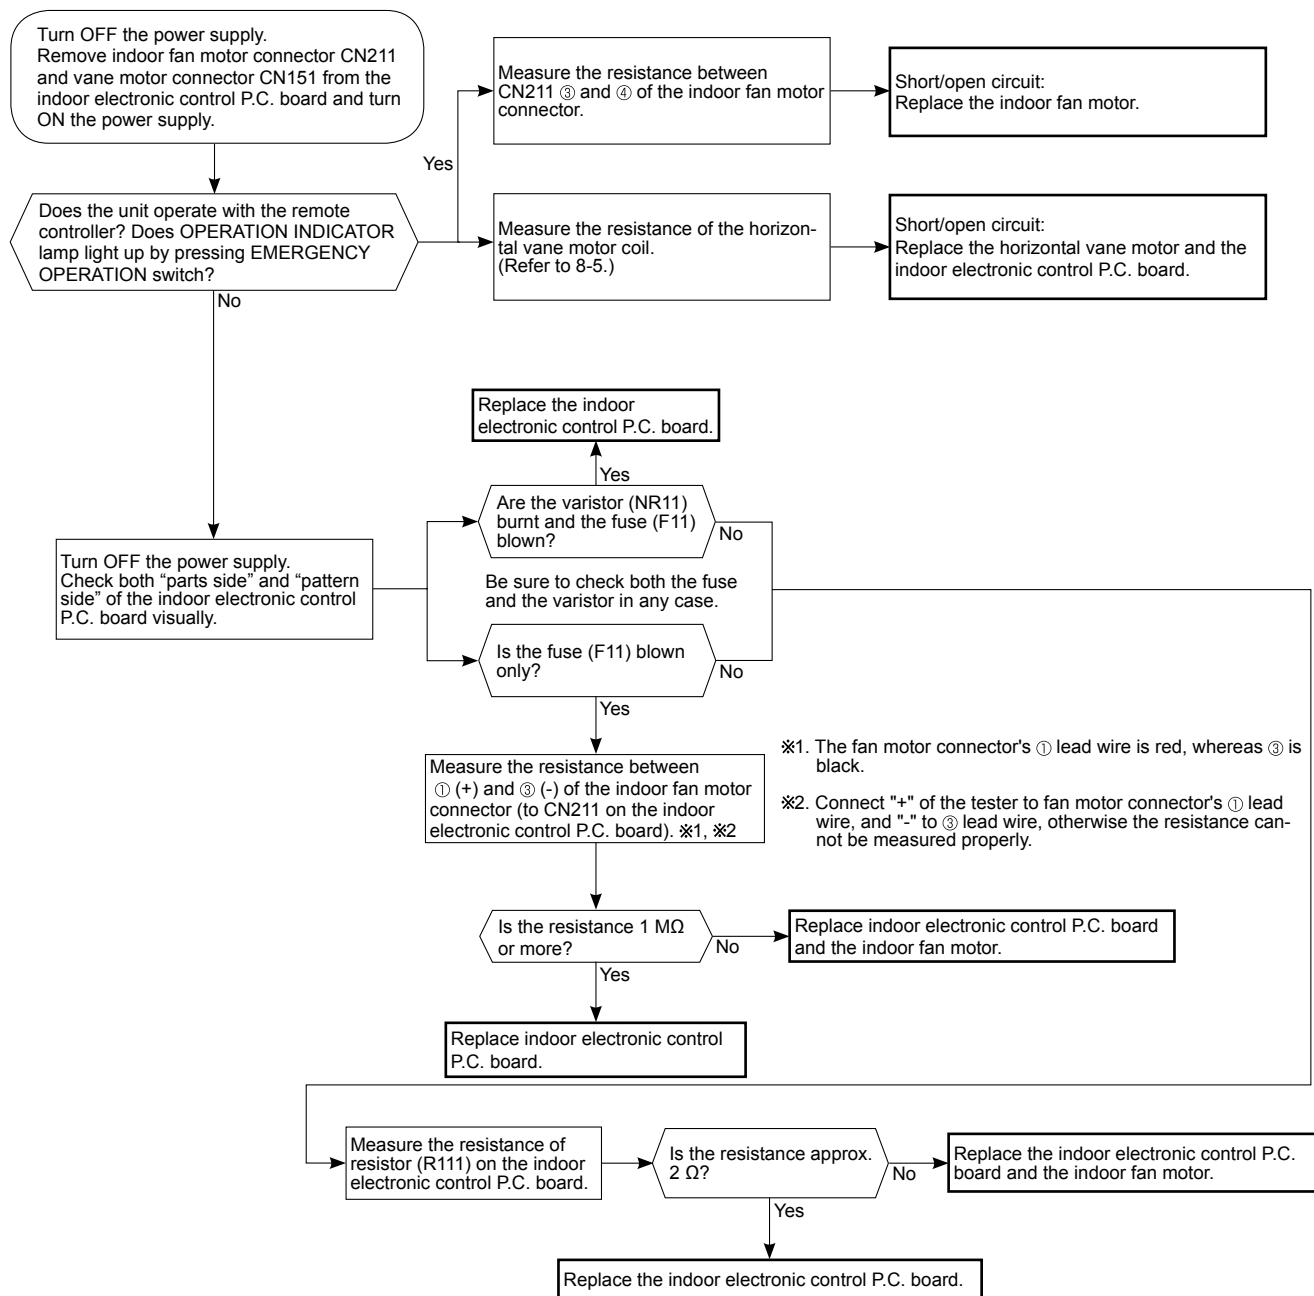 Turn OFF the power supply.
Remove indoor fan motor connector CN211
and vane motor connector CN151 from the
indoor electronic control P.C. board and turn
ON the power supply.
Measure the resistance between
CN211 ③ and ④ of the indoor fan motor
connector.
Short/open circuit:
Replace the indoor fan motor.
Yes
Does the unit operate with the remote
controller? Does OPERATION INDICATOR
lamp light up by pressing EMERGENCY
OPERATION switch?
Measure the resistance of the horizon-
tal vane motor coil.
(Refer to 8-5.)
Short/open circuit:
Replace the horizontal vane motor and the
indoor electronic control P.C. board.
No
Replace the indoor
electronic control P.C. board.
Yes
Are the varistor (NR11)
burnt and the fuse (F11)
blown?
No
Turn OFF the power supply.
Check both “parts side” and “pattern
side” of the indoor electronic control
P.C. board visually.
Be sure to check both the fuse
and the varistor in any case.
Is the fuse (F11) blown
only?
No
Yes
Measure the resistance between
① (+) and ③ (-) of the indoor fan motor
connector (to CN211 on the indoor
electronic control P.C. board). ※1, ※2
※1. The fan motor connector's ① lead wire is red, whereas ③ is
black.
※2. Connect "+" of the tester to fan motor connector's ① lead
wire, and "-" to ③ lead wire, otherwise the resistance can-
not be measured properly.
Is the resistance 1 MΩ
or more?
No
Replace indoor electronic control P.C. board
and the indoor fan motor.
Yes
Replace indoor electronic control
P.C. board.
Measure the resistance of
resistor (R111) on the indoor
electronic control P.C. board.
Is the resistance approx.
2 Ω?
No
Replace the indoor electronic control P.C.
board and the indoor fan motor.
Yes
Replace the indoor electronic control P.C. board.